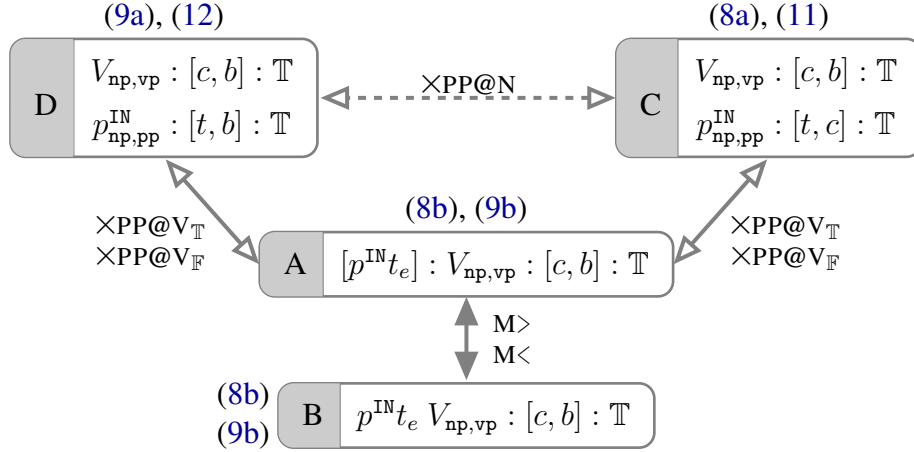 (9a), (12)
(8a), (11)
D
V_np,vp : [c, b] : 𝕋
p^IN_np,pp : [t, b] : 𝕋
×PP@N
C
V_np,vp : [c, b] : 𝕋
p^IN_np,pp : [t, c] : 𝕋
×PP@V_𝕋
×PP@V_𝔽
(8b), (9b)
×PP@V_𝕋
×PP@V_𝔽
A
[p^IN t_e] : V_np,vp : [c, b] : 𝕋
M>
M<
(8b)
(9b)
B
p^IN t_e V_np,vp : [c, b] : 𝕋